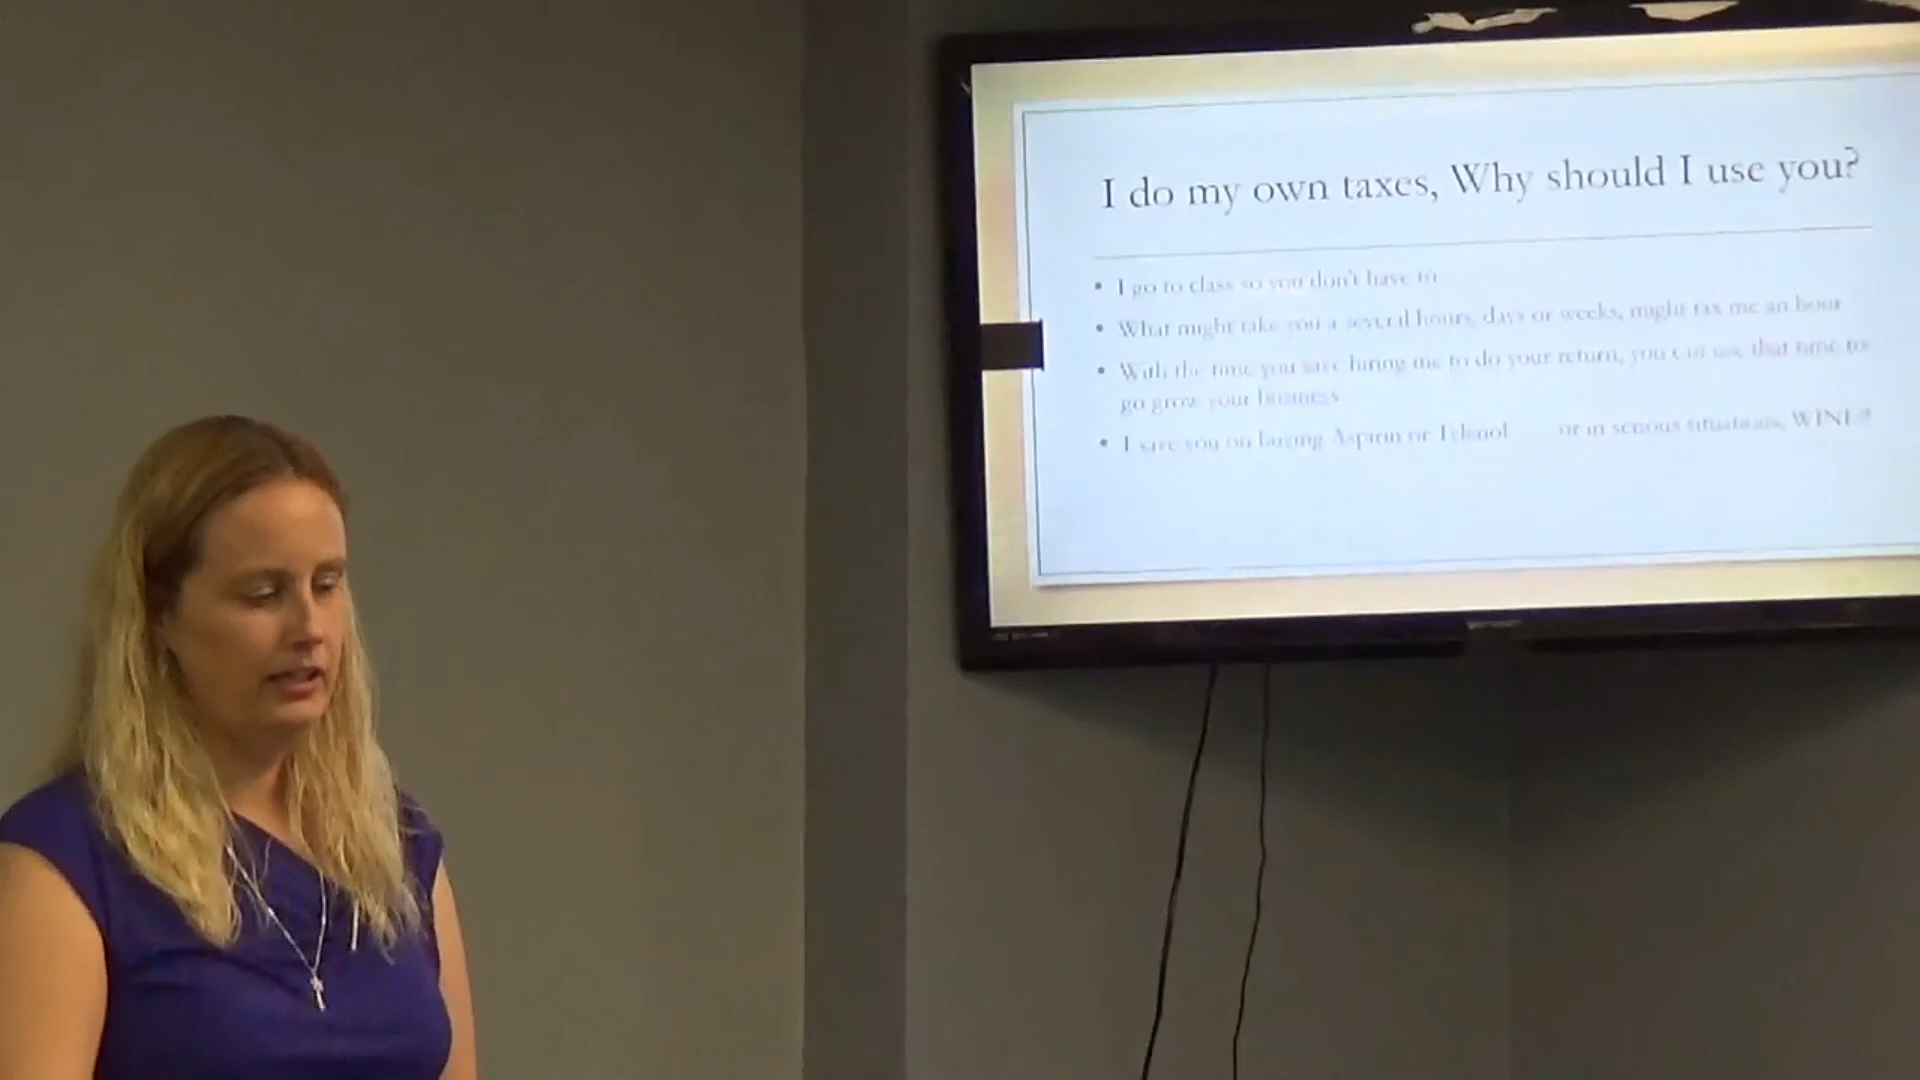 I do my own taxes, Why should I use you?
• I go to class so you don't have to
• What might take you a several hours, days or weeks, might tax me an hour
• With the time you save hiring me to do your return, you can use that time to
go grow your business
• I save you on buying Aspirin or Tylenol or in serious situations, WINE